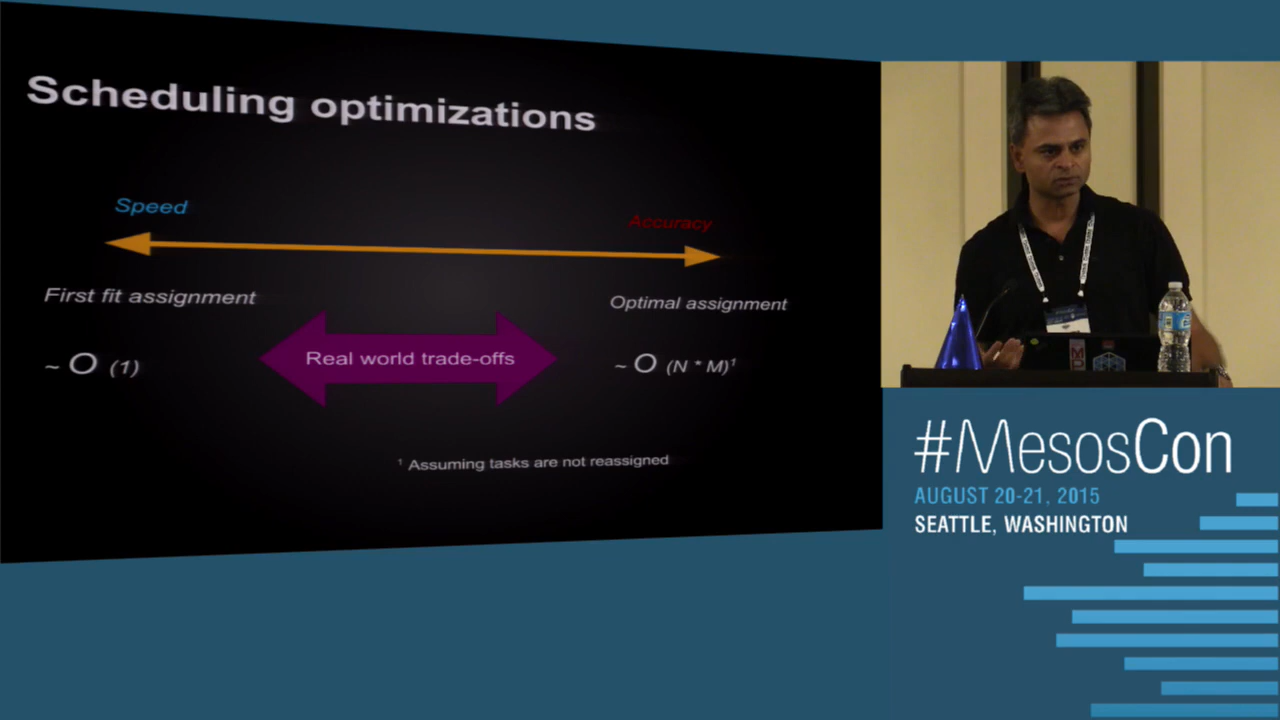 Scheduling optimizations
Speed
Accuracy
First fit assignment
Optimal assignment
Real world trade-offs
~ O (1)
~ O (N * M)¹
¹ Assuming tasks are not reassigned
#MesosCon
AUGUST 20-21, 2015
SEATTLE, WASHINGTON